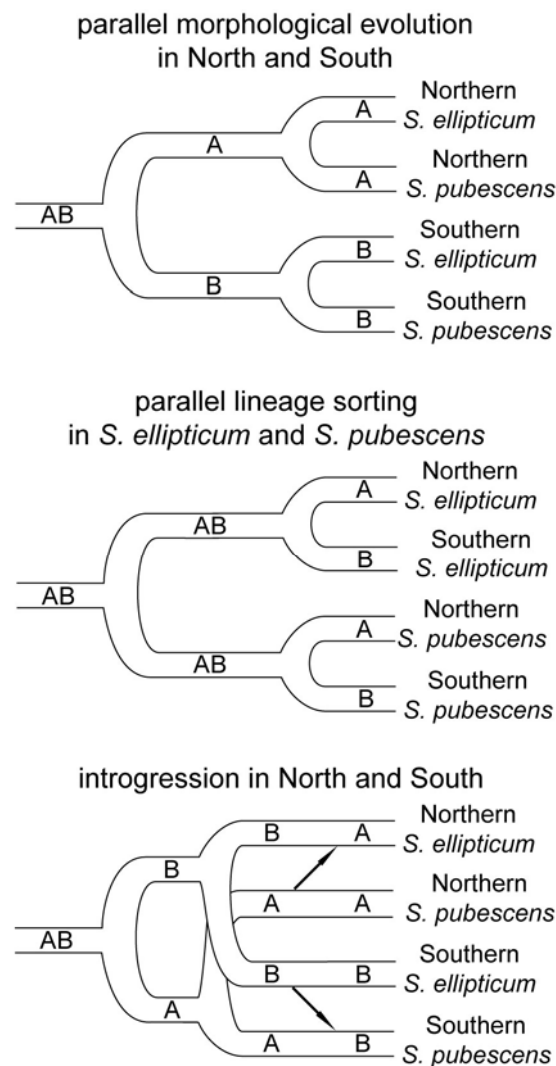 parallel morphological evolution
in North and South
Northern
A
S. ellipticum
A
Northern
A
S. pubescens
AB
Southern
B
S. ellipticum
B
Southern
B
S. pubescens
parallel lineage sorting
in S. ellipticum and S. pubescens
Northern
A
S. ellipticum
AB
Southern
B
S. ellipticum
AB
Northern
A
S. pubescens
AB
Southern
B
S. pubescens
introgression in North and South
Northern
B A
S. ellipticum
B
Northern
A A
S. pubescens
AB
Southern
B B
S. ellipticum
A
Southern
A B
S. pubescens